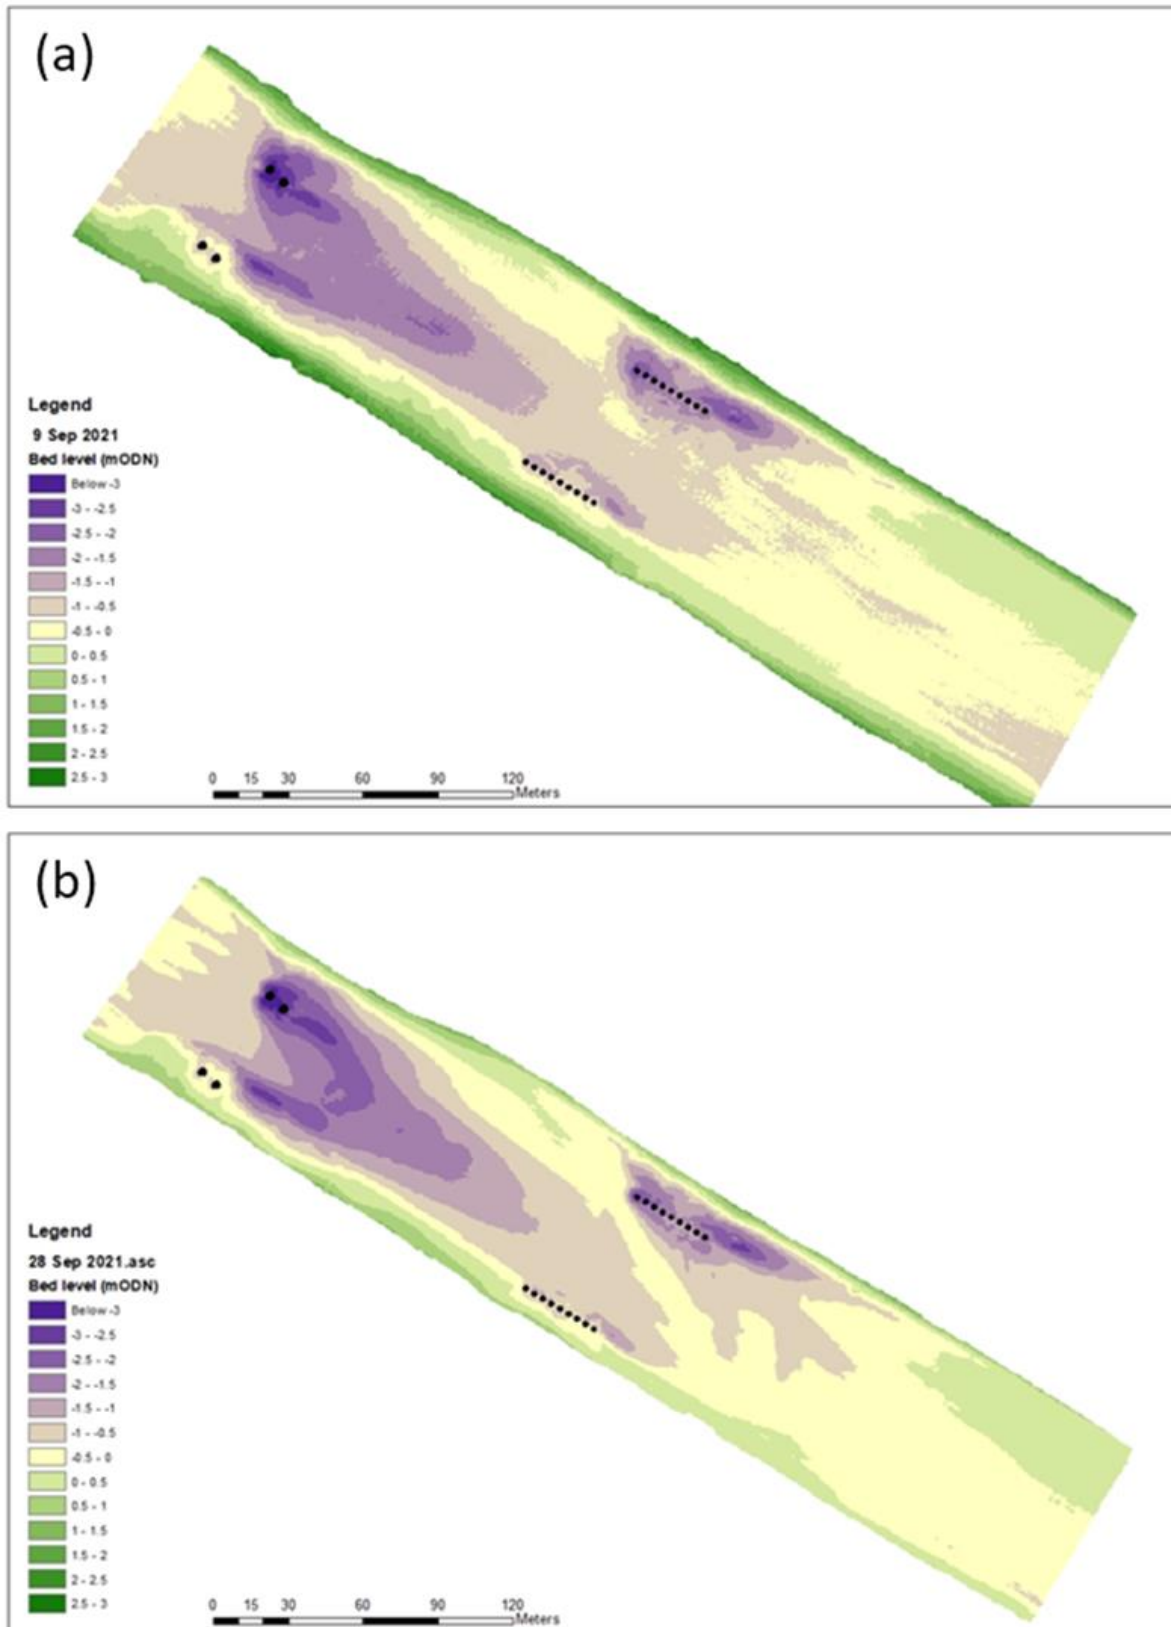 (a)
Legend
9 Sep 2021
Bed level (mODN)
Below -3
-3 - -2.5
-2.5 - -2
-2 - -1.5
-1.5 - -1
-1 - -0.5
-0.5 - 0
0 - 0.5
0.5 - 1
1 - 1.5
1.5 - 2
2 - 2.5
2.5 - 3
0 15 30 60 90 120
Meters
(b)
Legend
28 Sep 2021.asc
Bed level (mODN)
Below -3
-3 - -2.5
-2.5 - -2
-2 - -1.5
-1.5 - -1
-1 - -0.5
-0.5 - 0
0 - 0.5
0.5 - 1
1 - 1.5
1.5 - 2
2 - 2.5
2.5 - 3
0 15 30 60 90 120
Meters